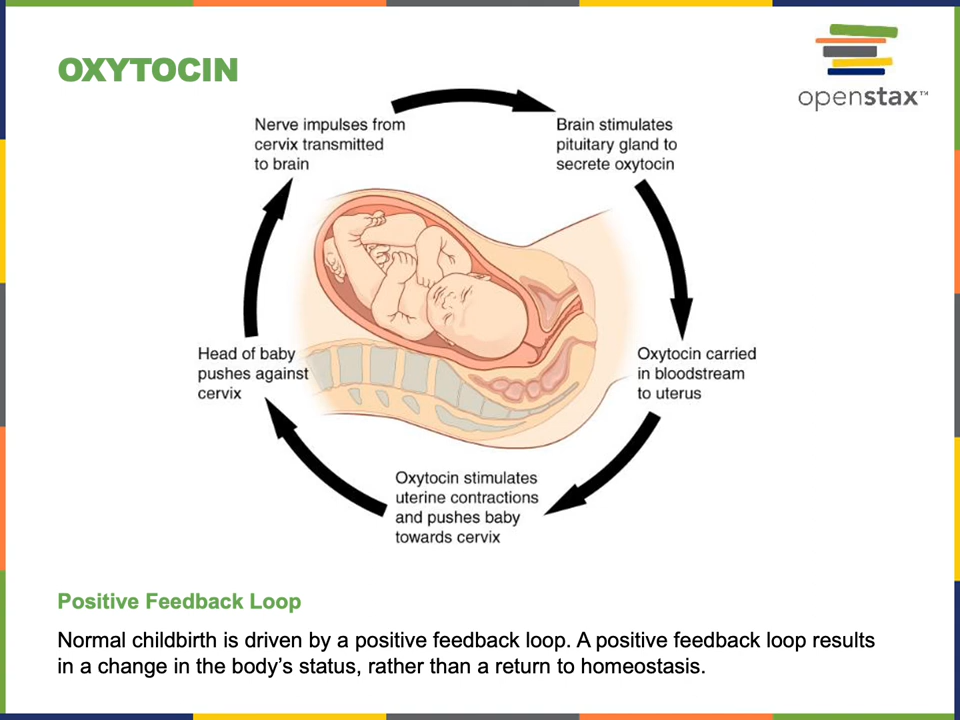 OXYTOCIN
openstax™
Nerve impulses from
cervix transmitted
to brain
Brain stimulates
pituitary gland to
secrete oxytocin
Head of baby
pushes against
cervix
Oxytocin carried
in bloodstream
to uterus
Oxytocin stimulates
uterine contractions
and pushes baby
towards cervix
Positive Feedback Loop
Normal childbirth is driven by a positive feedback loop. A positive feedback loop results
in a change in the body’s status, rather than a return to homeostasis.